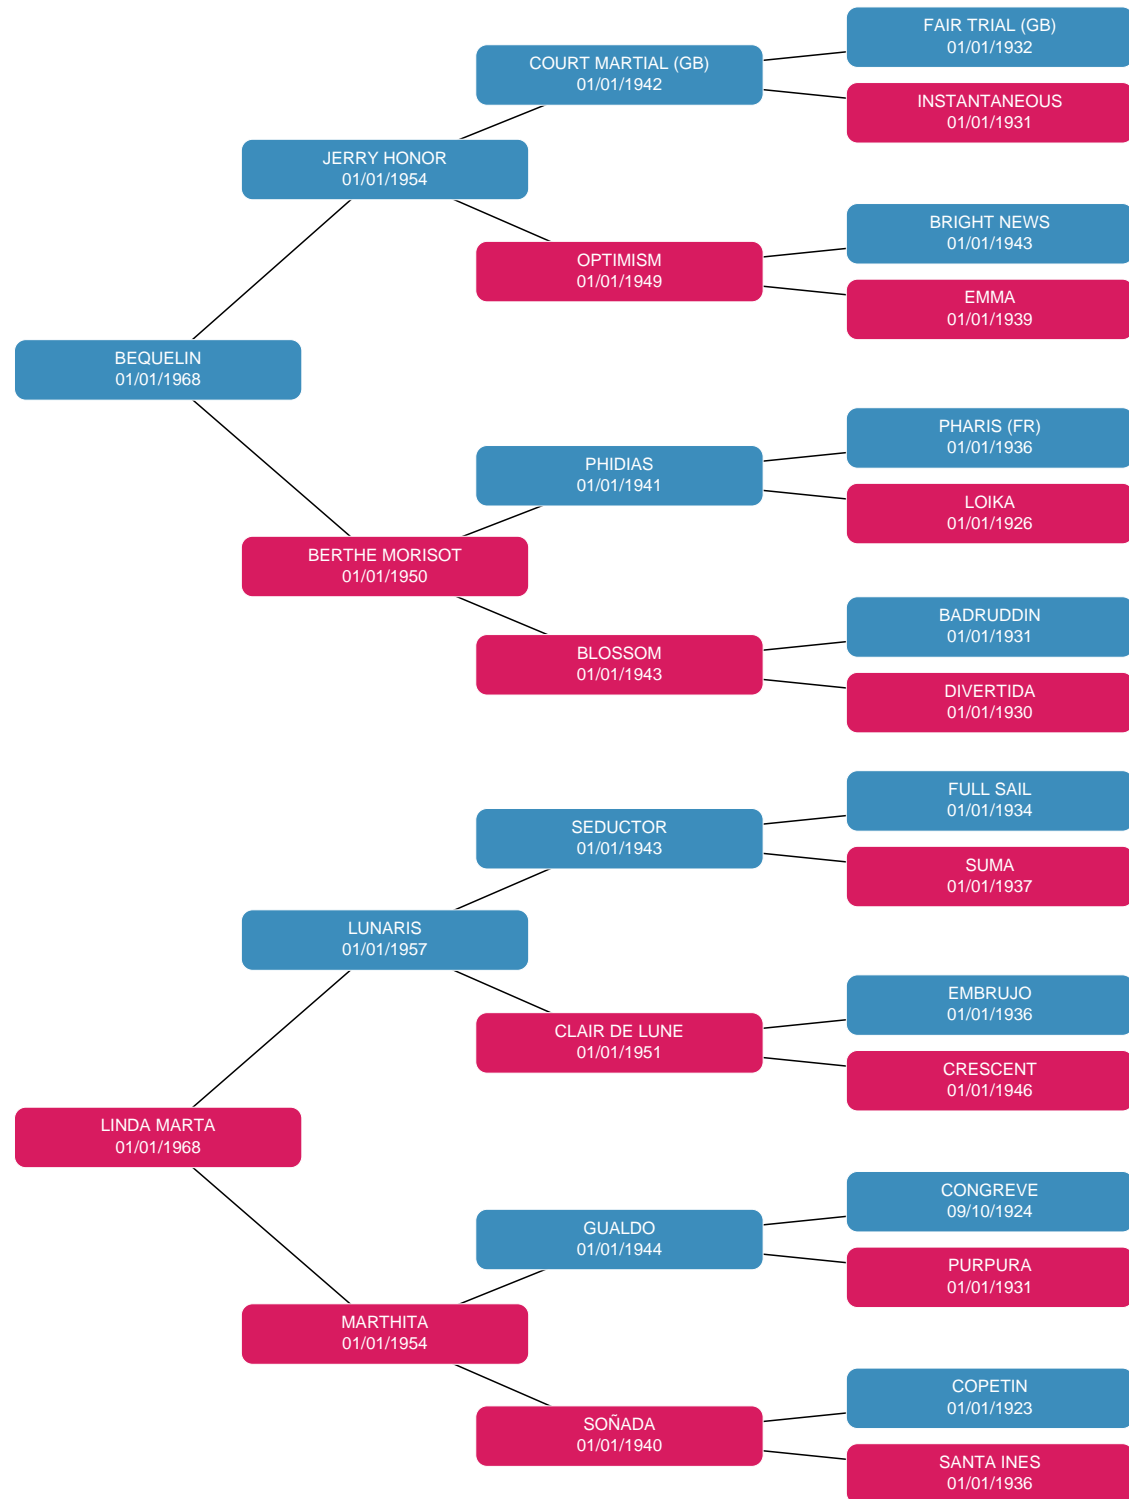 FAIR TRIAL (GB)
01/01/1932
COURT MARTIAL (GB)
01/01/1942
INSTANTANEOUS
01/01/1931
JERRY HONOR
01/01/1954
BRIGHT NEWS
01/01/1943
OPTIMISM
01/01/1949
EMMA
01/01/1939
BEQUELIN
01/01/1968
PHARIS (FR)
01/01/1936
PHIDIAS
01/01/1941
LOIKA
01/01/1926
BERTHE MORISOT
01/01/1950
BADRUDDIN
01/01/1931
BLOSSOM
01/01/1943
DIVERTIDA
01/01/1930
FULL SAIL
01/01/1934
SEDUCTOR
01/01/1943
SUMA
01/01/1937
LUNARIS
01/01/1957
EMBRUJO
01/01/1936
CLAIR DE LUNE
01/01/1951
CRESCENT
01/01/1946
LINDA MARTA
01/01/1968
CONGREVE
09/10/1924
GUALDO
01/01/1944
PURPURA
01/01/1931
MARTHITA
01/01/1954
COPETIN
01/01/1923
SOÑADA
01/01/1940
SANTA INES
01/01/1936